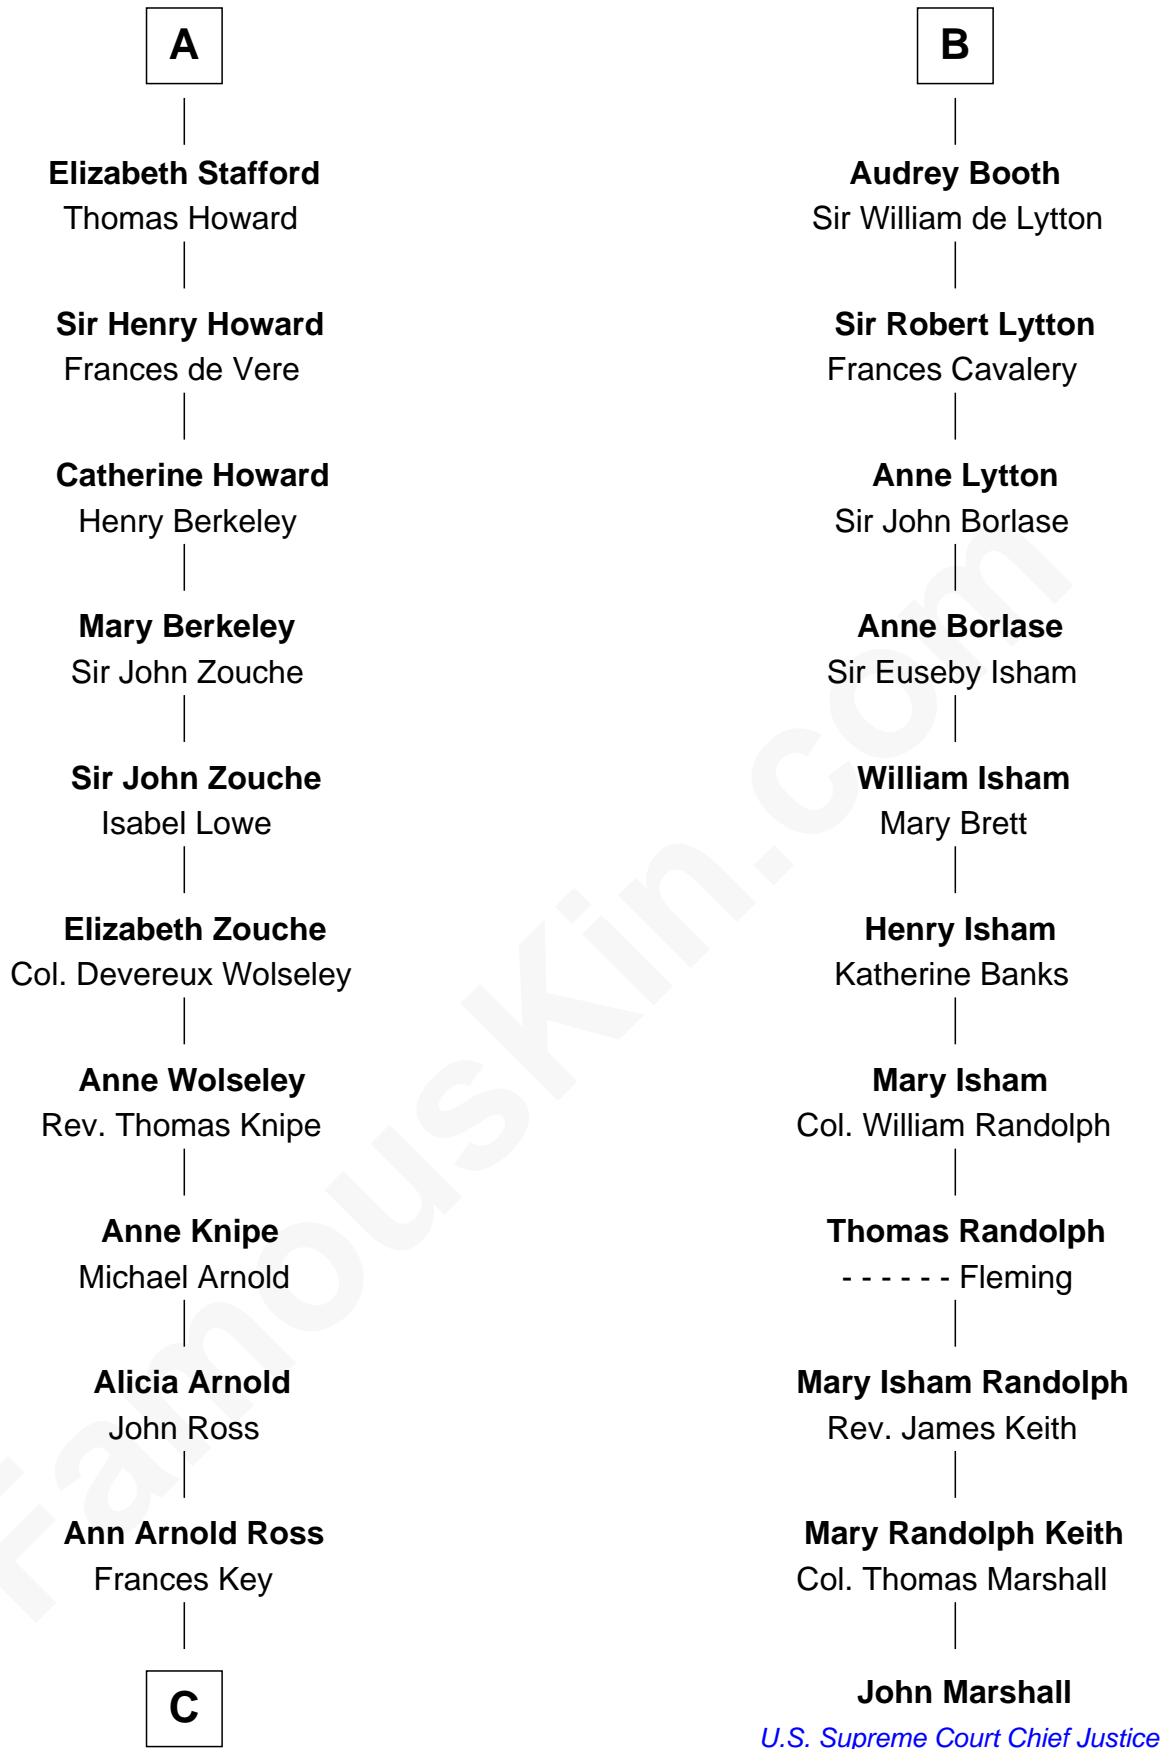 A
Elizabeth Stafford
Thomas Howard
Sir Henry Howard
Frances de Vere
Catherine Howard
Henry Berkeley
Mary Berkeley
Sir John Zouche
Sir John Zouche
Isabel Lowe
Elizabeth Zouche
Col. Devereux Wolseley
Anne Wolseley
Rev. Thomas Knipe
Anne Knipe
Michael Arnold
Alicia Arnold
John Ross
Ann Arnold Ross
Frances Key
C
B
Audrey Booth
Sir William de Lytton
Sir Robert Lytton
Frances Cavalery
Anne Lytton
Sir John Borlase
Anne Borlase
Sir Euseby Isham
William Isham
Mary Brett
Henry Isham
Katherine Banks
Mary Isham
Col. William Randolph
Thomas Randolph
- - - - - - Fleming
Mary Isham Randolph
Rev. James Keith
Mary Randolph Keith
Col. Thomas Marshall
John Marshall
U.S. Supreme Court Chief Justice
FamousKin.com